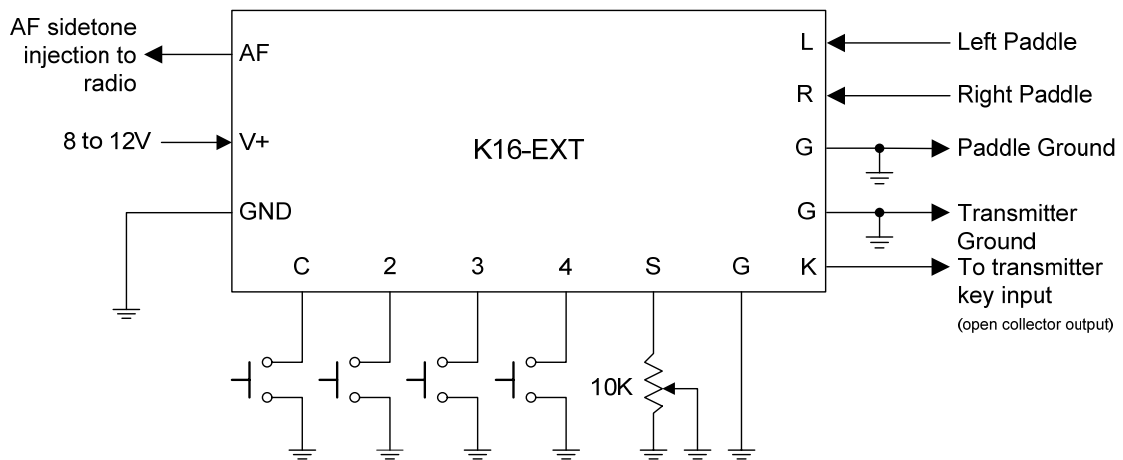 AF sidetone
injection to
radio
AF
8 to 12V
V+
GND
K16-EXT
L
Left Paddle
R
Right Paddle
G
Paddle Ground
G
Transmitter
Ground
K
To transmitter
key input
(open collector output)
C
2
3
4
S
G
10K